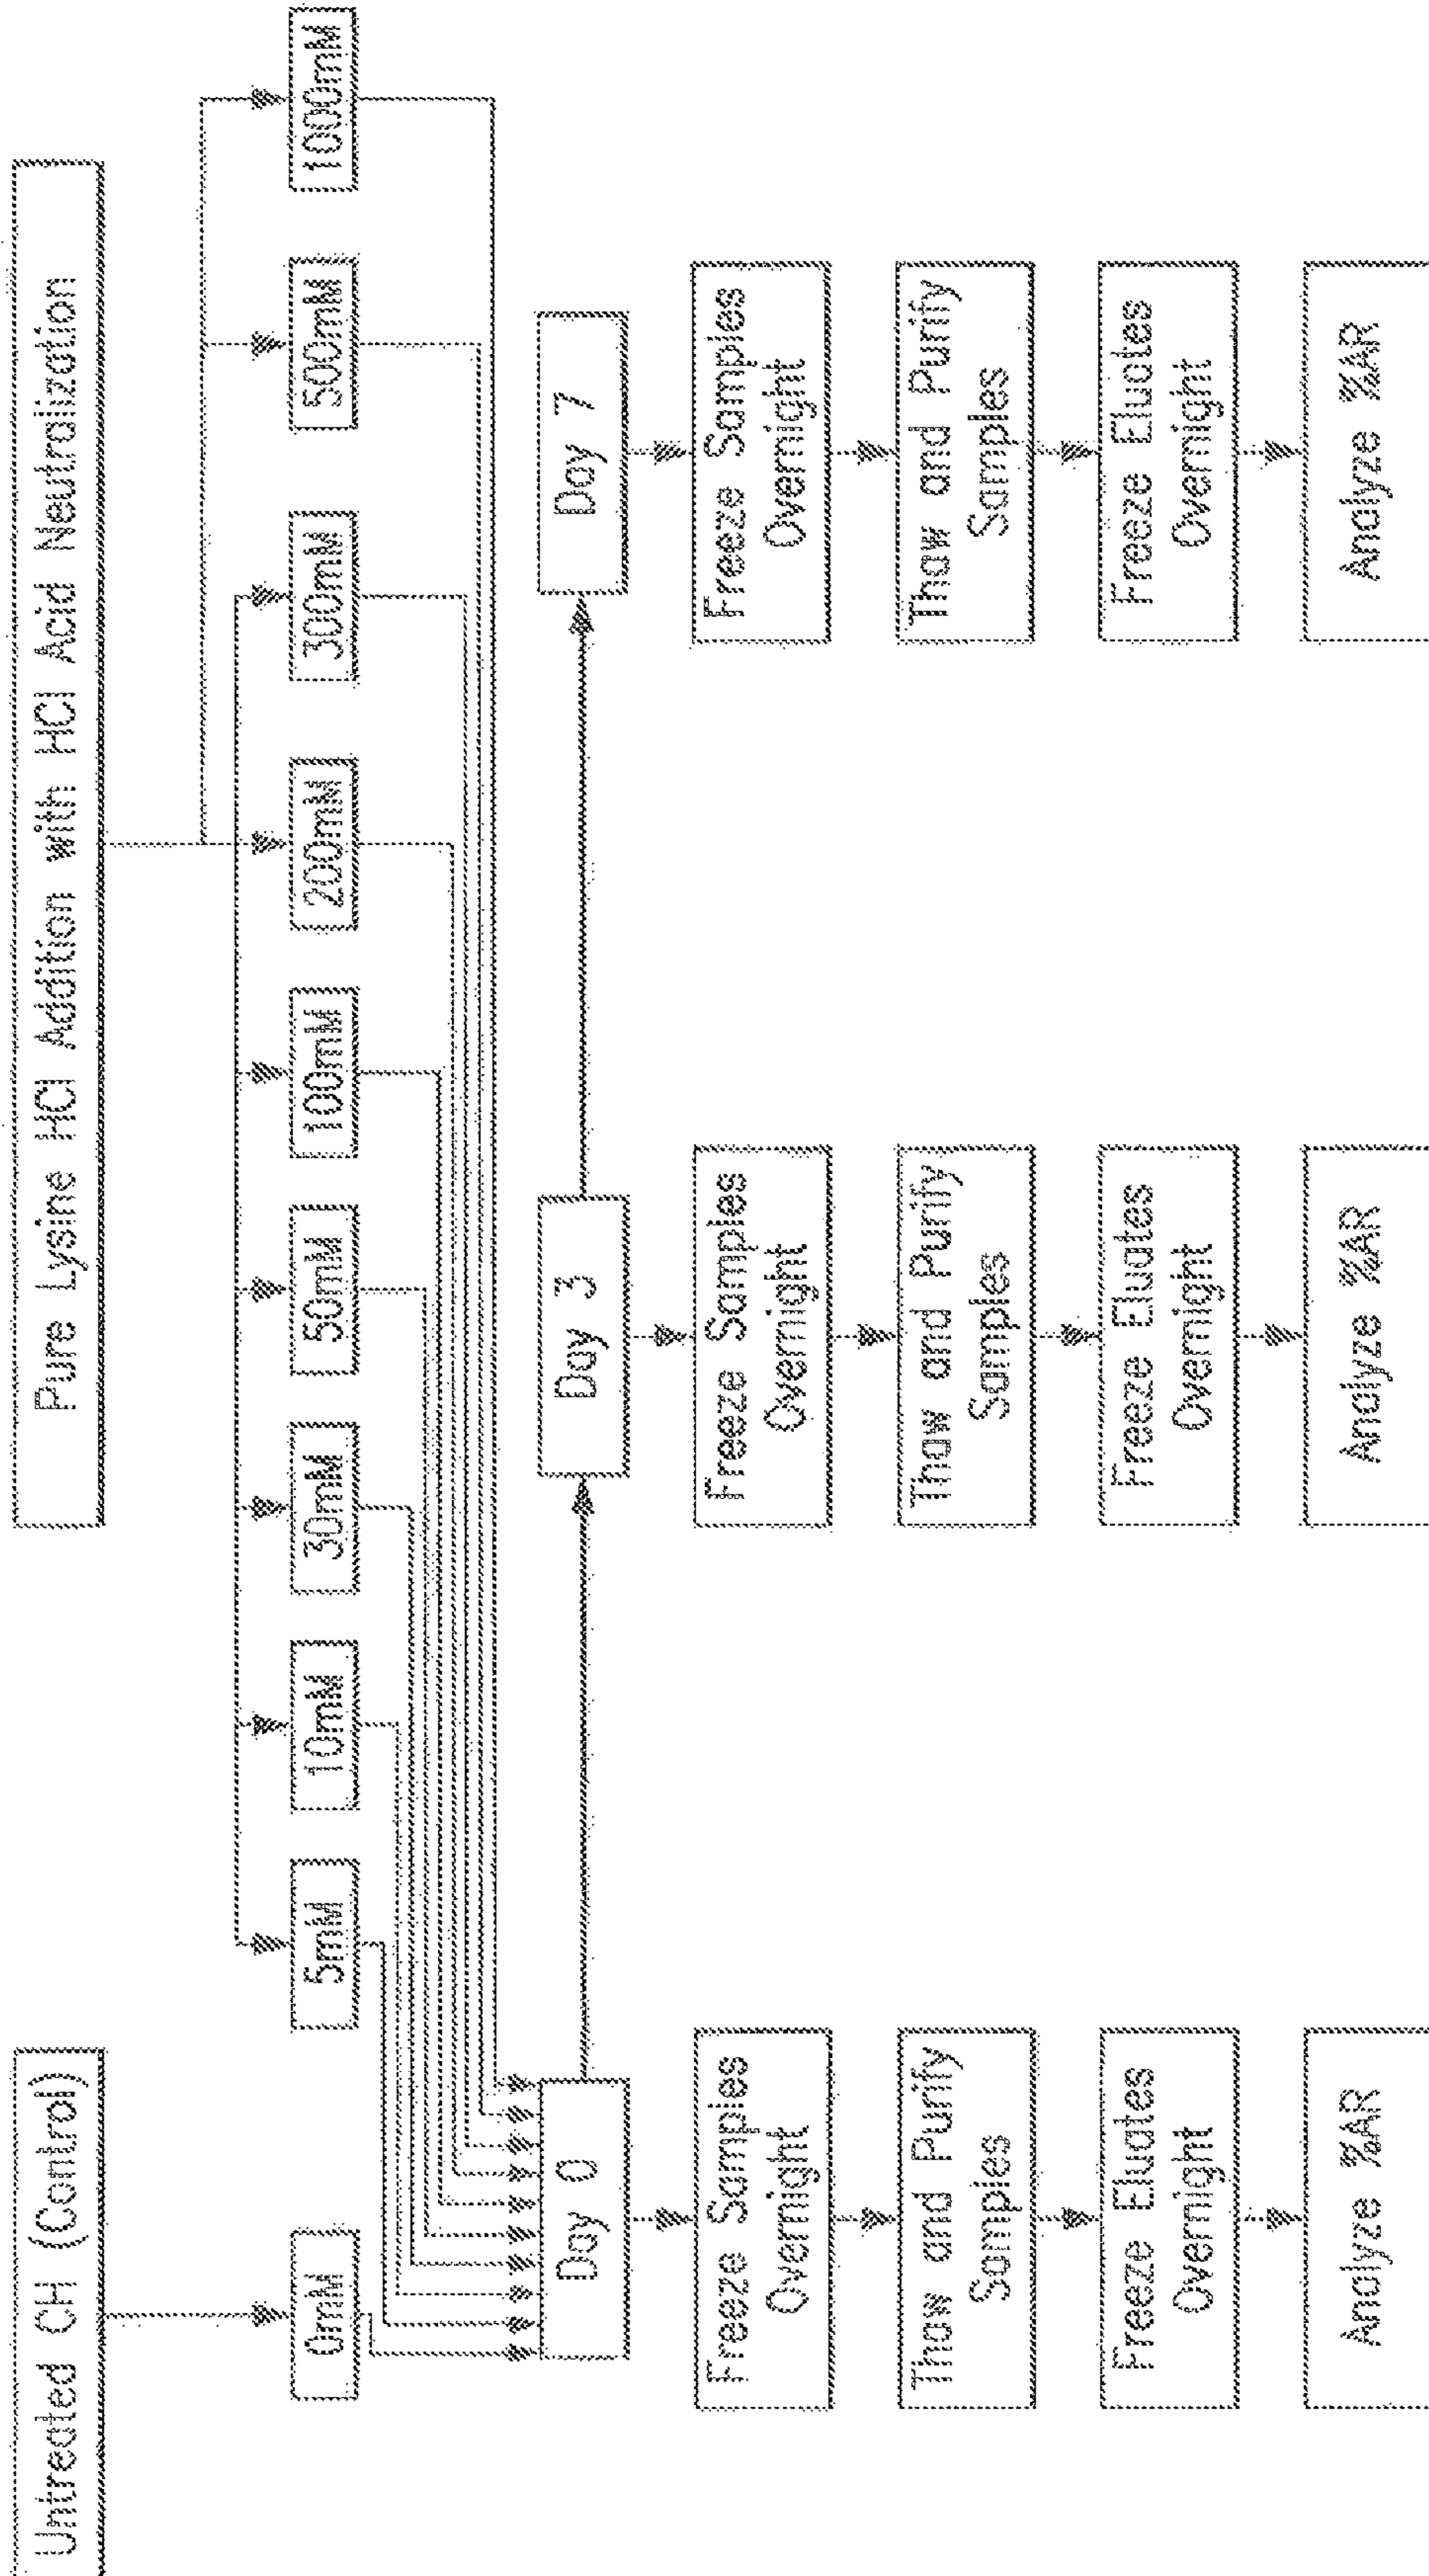 Untreated CH (Control)
Pure Lysine HCl Addition with HCl Acid Neutralization
0mM
5mM
10mM
30mM
50mM
100mM
200mM
300mM
500mM
1000mM
Day 0
Day 3
Day 7
Freeze Samples
Overnight
Freeze Samples
Overnight
Freeze Samples
Overnight
Thaw and Purify
Samples
Thaw and Purify
Samples
Thaw and Purify
Samples
Freeze Eluates
Overnight
Freeze Eluates
Overnight
Freeze Eluates
Overnight
Analyze %AR
Analyze %AR
Analyze %AR